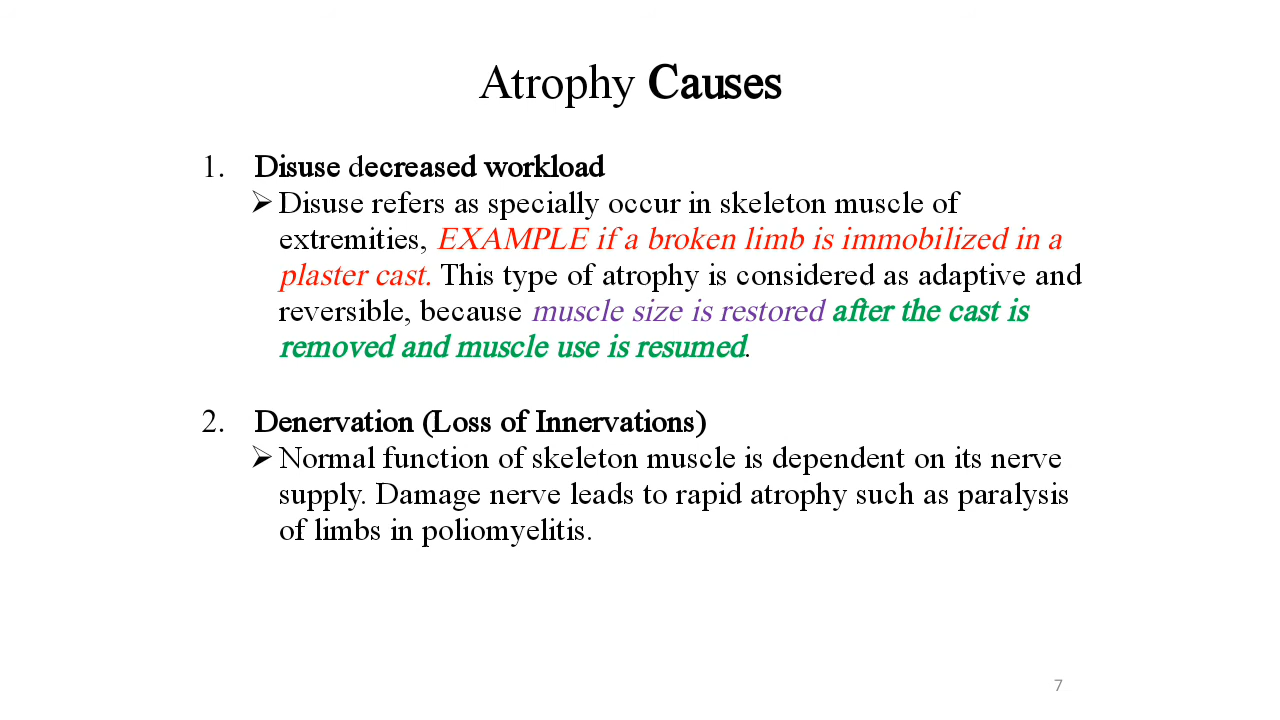 Atrophy Causes
1. Disuse decreased workload
➢ Disuse refers as specially occur in skeleton muscle of
extremities, EXAMPLE if a broken limb is immobilized in a
plaster cast. This type of atrophy is considered as adaptive and
reversible, because muscle size is restored after the cast is
removed and muscle use is resumed.
2. Denervation (Loss of Innervations)
➢ Normal function of skeleton muscle is dependent on its nerve
supply. Damage nerve leads to rapid atrophy such as paralysis
of limbs in poliomyelitis.
7